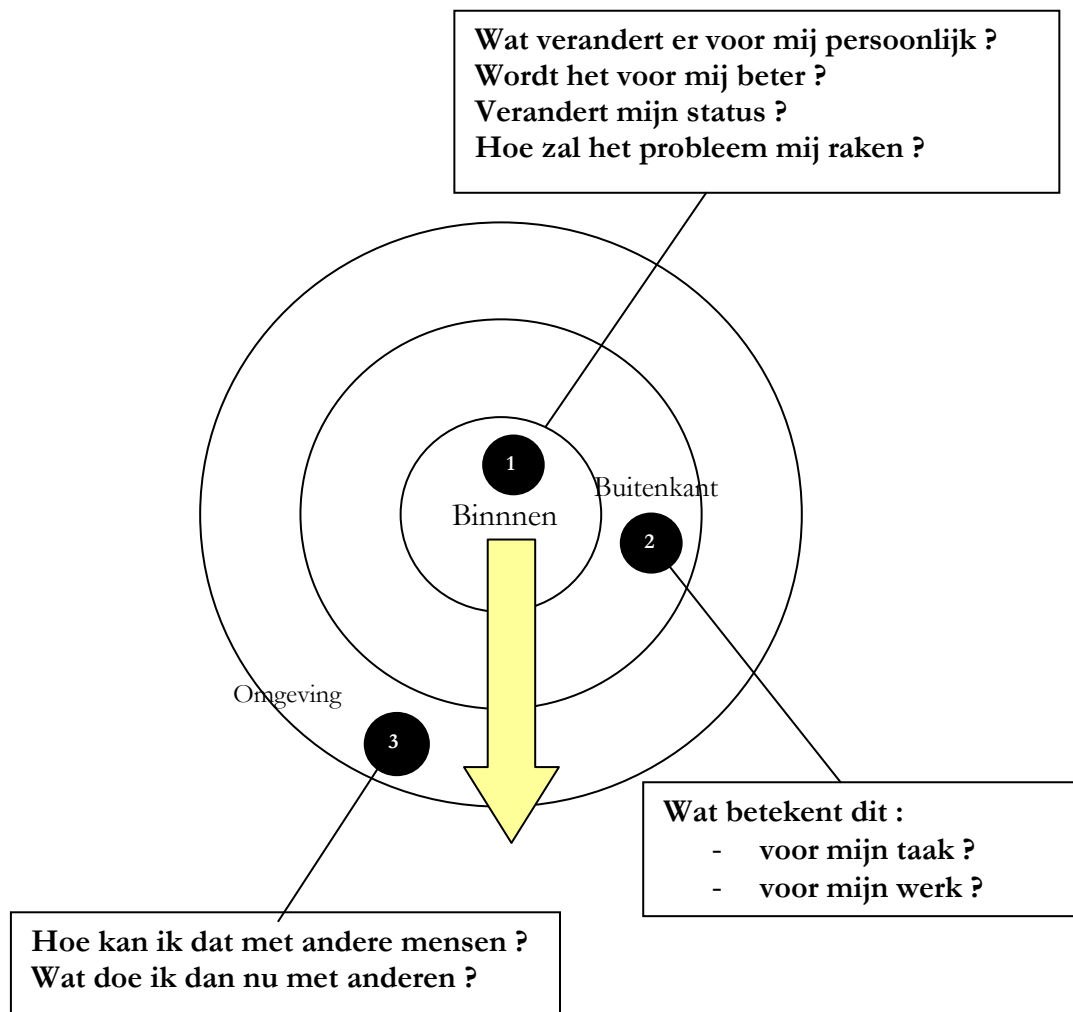 Wat verandert er voor mij persoonlijk ?
Wordt het voor mij beter ?
Verandert mijn status ?
Hoe zal het probleem mij raken ?
1
Buitenkant
Binnnen
2
Omgeving
3
Wat betekent dit :
- voor mijn taak ?
- voor mijn werk ?
Hoe kan ik dat met andere mensen ?
Wat doe ik dan nu met anderen ?